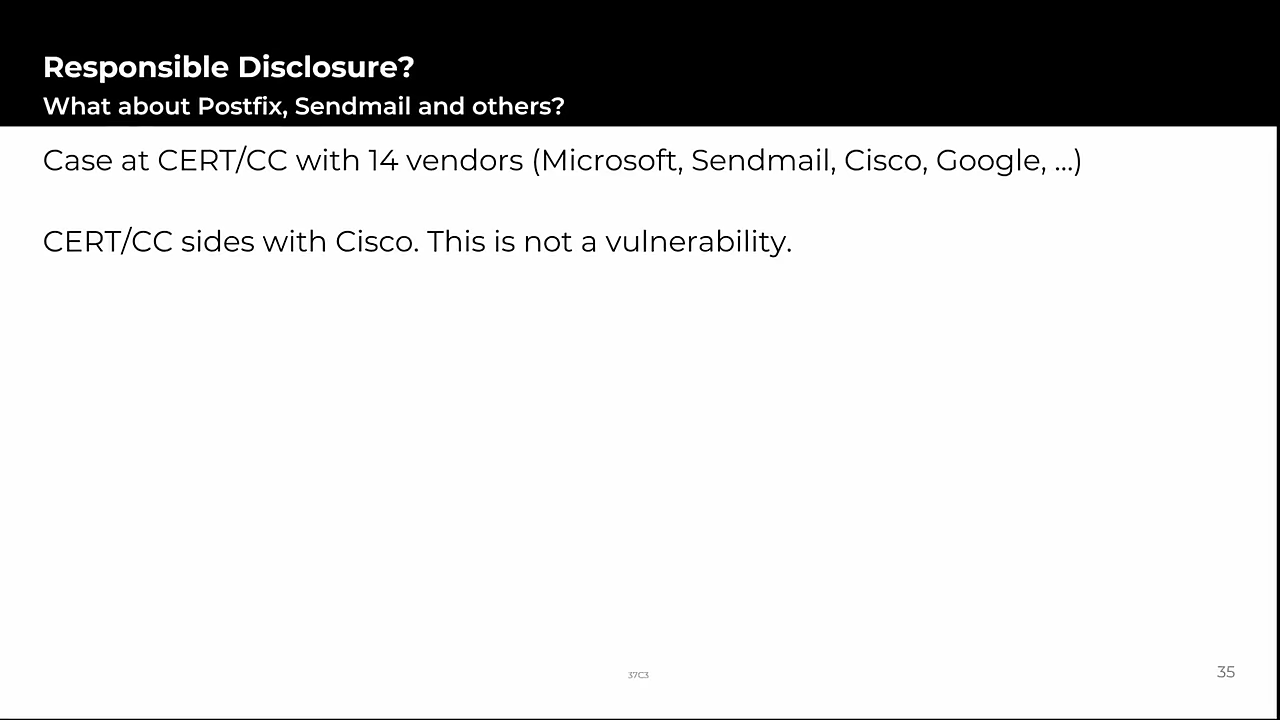 Responsible Disclosure?
What about Postfix, Sendmail and others?
Case at CERT/CC with 14 vendors (Microsoft, Sendmail, Cisco, Google, ...)
CERT/CC sides with Cisco. This is not a vulnerability.
37C3
35